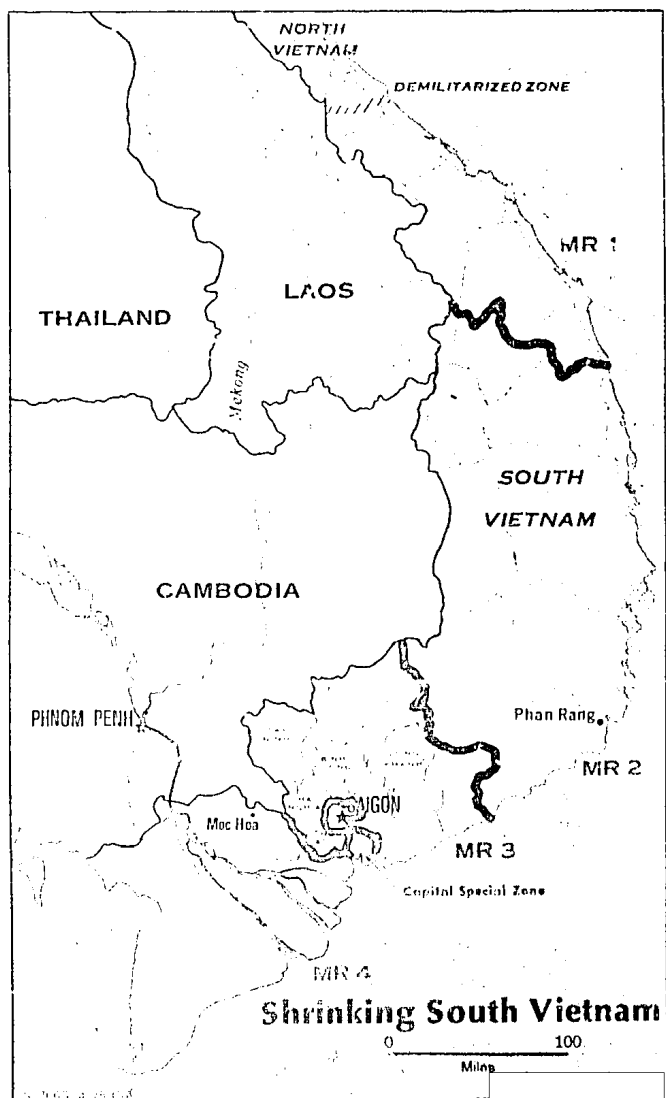 NORTH
VIETNAM
DEMILITARIZED ZONE
MR 1
LAOS
THAILAND
Mekong
SOUTH
VIETNAM
CAMBODIA
PHNOM PENH
Phan Rang
MR 2
SAIGON
Moc Hoa
MR 3
Capital Special Zone
MR 4
Shrinking South Vietnam
0 100
Miles